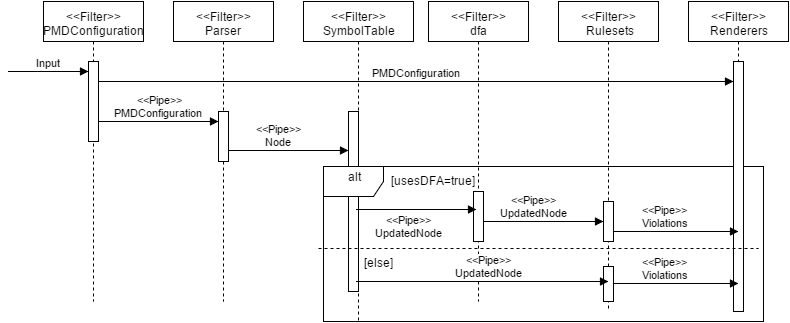 <<Filter>>
PMDConfiguration
<<Filter>>
Parser
<<Filter>>
SymbolTable
<<Filter>>
dfa
<<Filter>>
Rulesets
<<Filter>>
Renderers
Input
PMDConfiguration
<<Pipe>>
PMDConfiguration
<<Pipe>>
Node
alt
[usesDFA=true]
<<Pipe>>
UpdatedNode
<<Pipe>>
UpdatedNode
<<Pipe>>
Violations
[else]
<<Pipe>>
UpdatedNode
<<Pipe>>
Violations